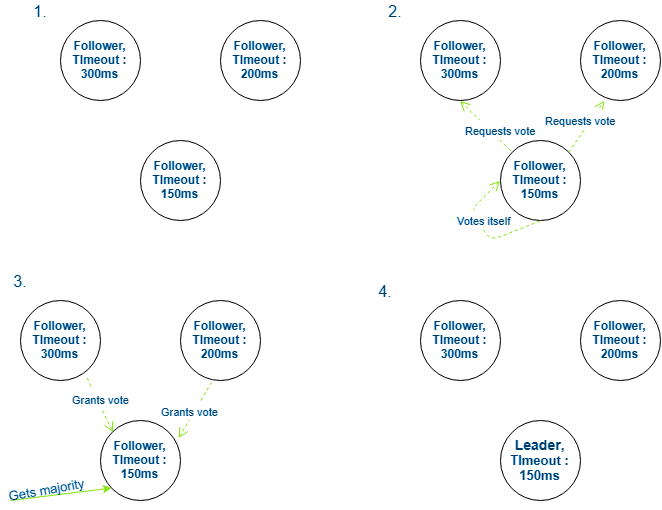 1.
Follower,
TImeout :
300ms
Follower,
TImeout :
200ms
Follower,
TImeout :
150ms
2.
Follower,
TImeout :
300ms
Follower,
TImeout :
200ms
Requests vote
Requests vote
Follower,
TImeout :
150ms
Votes itself
3.
Follower,
TImeout :
300ms
Follower,
TImeout :
200ms
Grants vote
Grants vote
Follower,
TImeout :
150ms
Gets majority
4.
Follower,
TImeout :
300ms
Follower,
TImeout :
200ms
Leader,
TImeout :
150ms